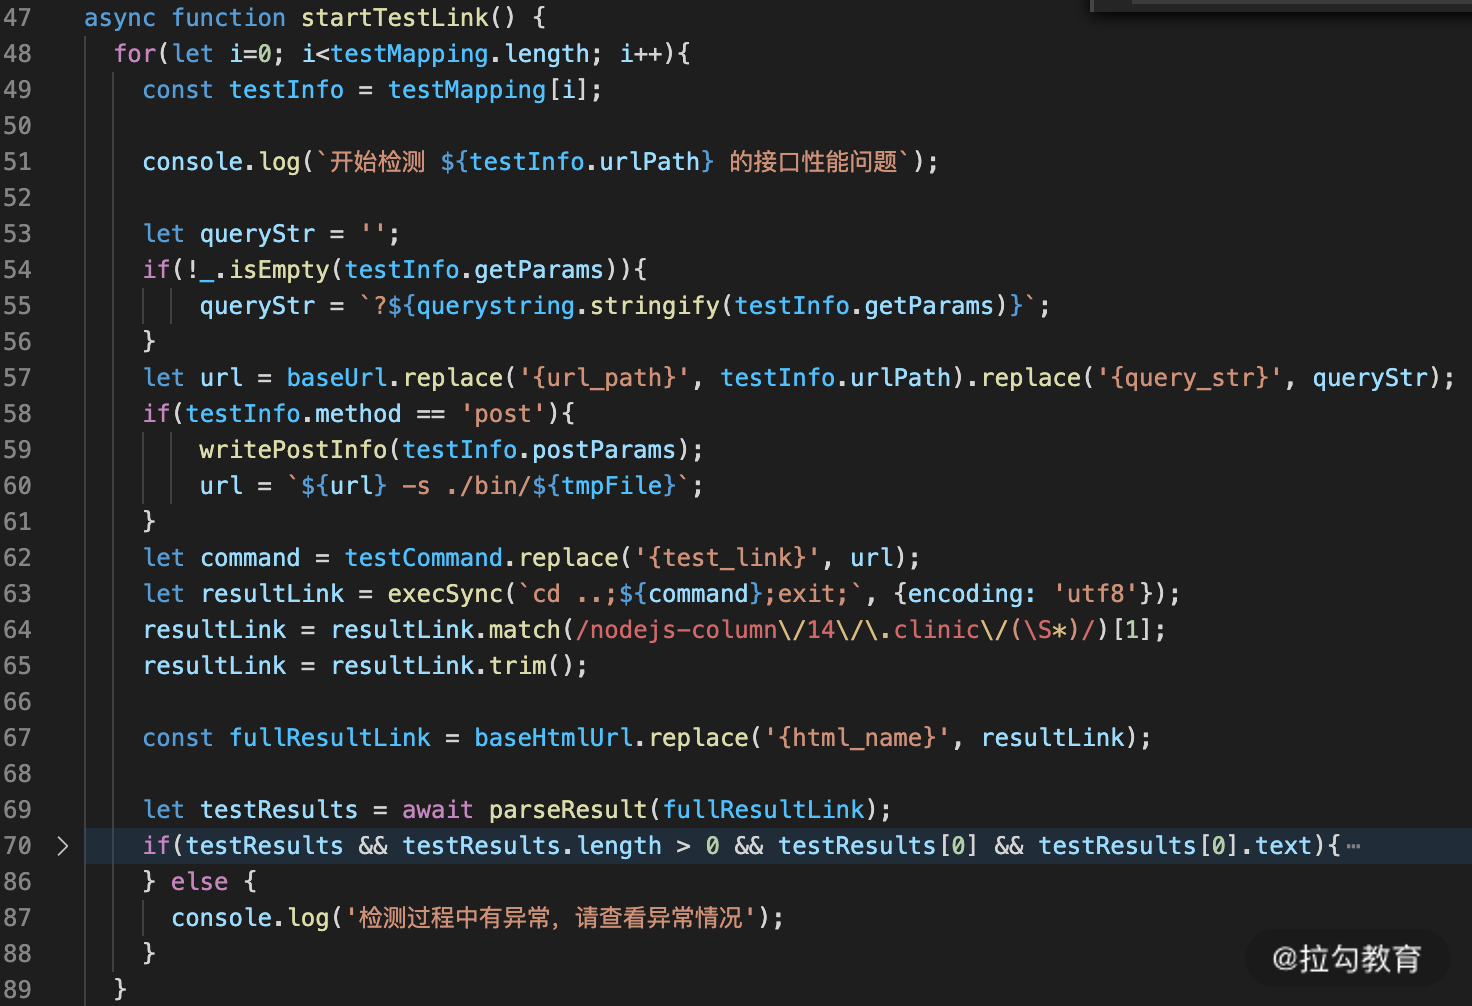 47 async function startTestLink() {
48 for(let i=0; i<testMapping.length; i++){
49 const testInfo = testMapping[i];
50
51 console.log(`开始检测 ${testInfo.urlPath} 的接口性能问题`);
52
53 let queryStr = '';
54 if(!_.isEmpty(testInfo.getParams)){
55 queryStr = `?${querystring.stringify(testInfo.getParams)}`;
56 }
57 let url = baseUrl.replace('{url_path}', testInfo.urlPath).replace('{query_str}', queryStr);
58 if(testInfo.method == 'post'){
59 writePostInfo(testInfo.postParams);
60 url = `${url} -s ./bin/${tmpFile}`;
61 }
62 let command = testCommand.replace('{test_link}', url);
63 let resultLink = execSync(`cd ..;${command};exit;`, {encoding: 'utf8'});
64 resultLink = resultLink.match(/nodejs-column\/14\/\.clinic\/(\S*)/)[1];
65 resultLink = resultLink.trim();
66
67 const fullResultLink = baseHtmlUrl.replace('{html_name}', resultLink);
68
69 let testResults = await parseResult(fullResultLink);
70 if(testResults && testResults.length > 0 && testResults[0] && testResults[0].text){⋯
86 } else {
87 console.log('检测过程中有异常，请查看异常情况');
88 }
89 }
@拉勾教育